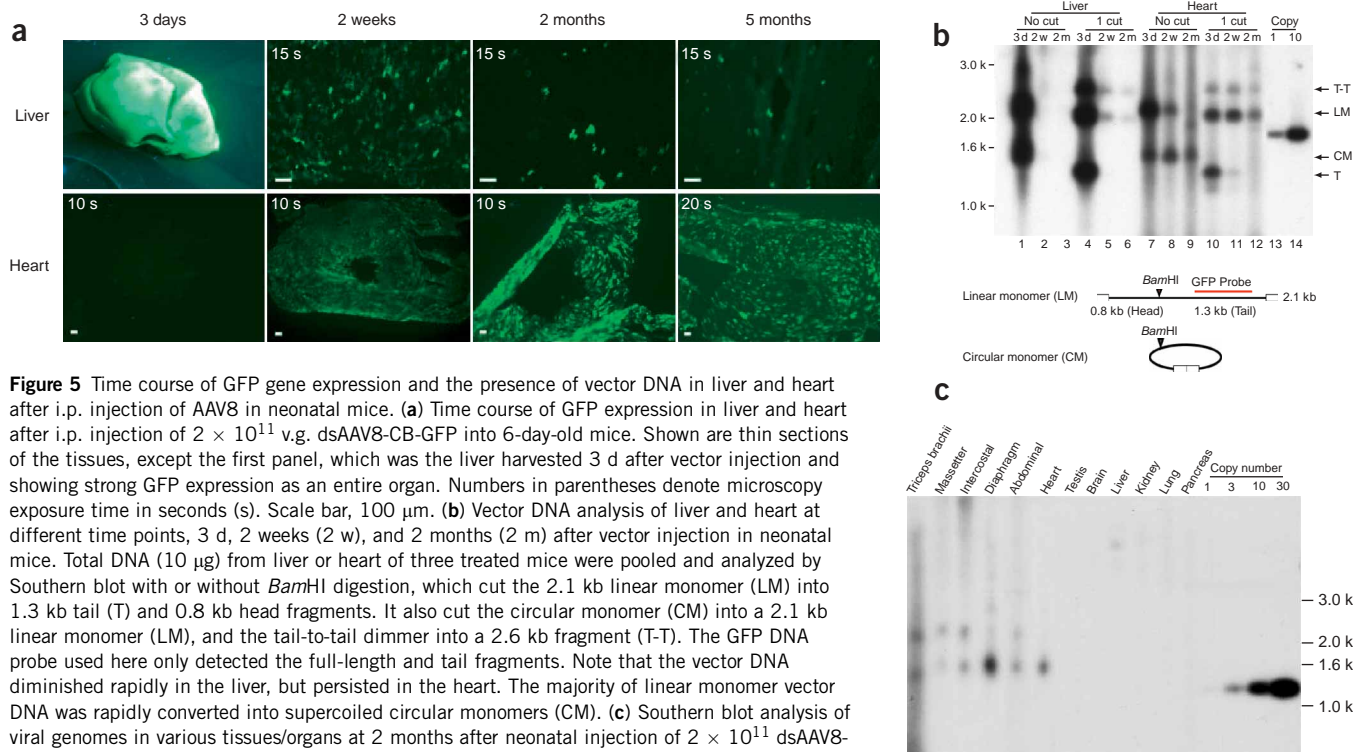 a
3 days 2 weeks 2 months 5 months
Liver
15 s 15 s 15 s
Heart
10 s 10 s 10 s 20 s
Figure 5 Time course of GFP gene expression and the presence of vector DNA in liver and heart
after i.p. injection of AAV8 in neonatal mice. (a) Time course of GFP expression in liver and heart
after i.p. injection of 2 × 10¹¹ v.g. dsAAV8-CB-GFP into 6-day-old mice. Shown are thin sections
of the tissues, except the first panel, which was the liver harvested 3 d after vector injection and
showing strong GFP expression as an entire organ. Numbers in parentheses denote microscopy
exposure time in seconds (s). Scale bar, 100 μm. (b) Vector DNA analysis of liver and heart at
different time points, 3 d, 2 weeks (2 w), and 2 months (2 m) after vector injection in neonatal
mice. Total DNA (10 μg) from liver or heart of three treated mice were pooled and analyzed by
Southern blot with or without BamHI digestion, which cut the 2.1 kb linear monomer (LM) into
1.3 kb tail (T) and 0.8 kb head fragments. It also cut the circular monomer (CM) into a 2.1 kb
linear monomer (LM), and the tail-to-tail dimmer into a 2.6 kb fragment (T-T). The GFP DNA
probe used here only detected the full-length and tail fragments. Note that the vector DNA
diminished rapidly in the liver, but persisted in the heart. The majority of linear monomer vector
DNA was rapidly converted into supercoiled circular monomers (CM). (c) Southern blot analysis of
viral genomes in various tissues/organs at 2 months after neonatal injection of 2 × 10¹¹ dsAAV8-
b
Liver Heart
No cut 1 cut No cut 1 cut Copy
3 d 2 w 2 m 3 d 2 w 2 m 3 d 2 w 2 m 3 d 2 w 2 m 1 10
3.0 k
T-T
LM
2.0 k
1.6 k
CM
T
1.0 k
1 2 3 4 5 6 7 8 9 10 11 12 13 14
BamHI GFP Probe
Linear monomer (LM) 2.1 kb
0.8 kb (Head) 1.3 kb (Tail)
BamHI
Circular monomer (CM)
c
Triceps brachii Massetter Intercostal Diaphragm Abdominal Heart Testis Brain Liver Kidney Lung Pancreas
Copy number
1 3 10 30
3.0 k
2.0 k
1.6 k
1.0 k